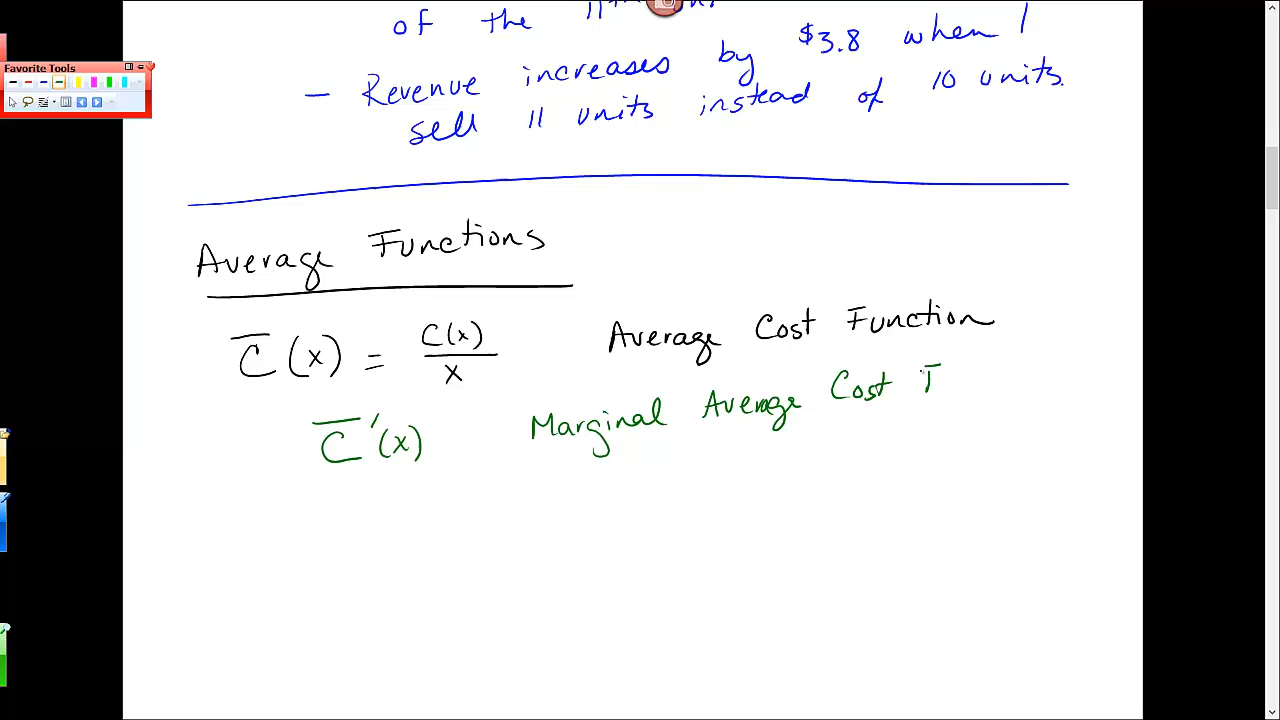 of the 11th
$3.8 when I
– Revenue increases by
sell 11 units instead of 10 units.
Favorite Tools
Average Functions
C̅(x) = C(x)/x Average Cost Function
C̅'(x) Marginal Average Cost F